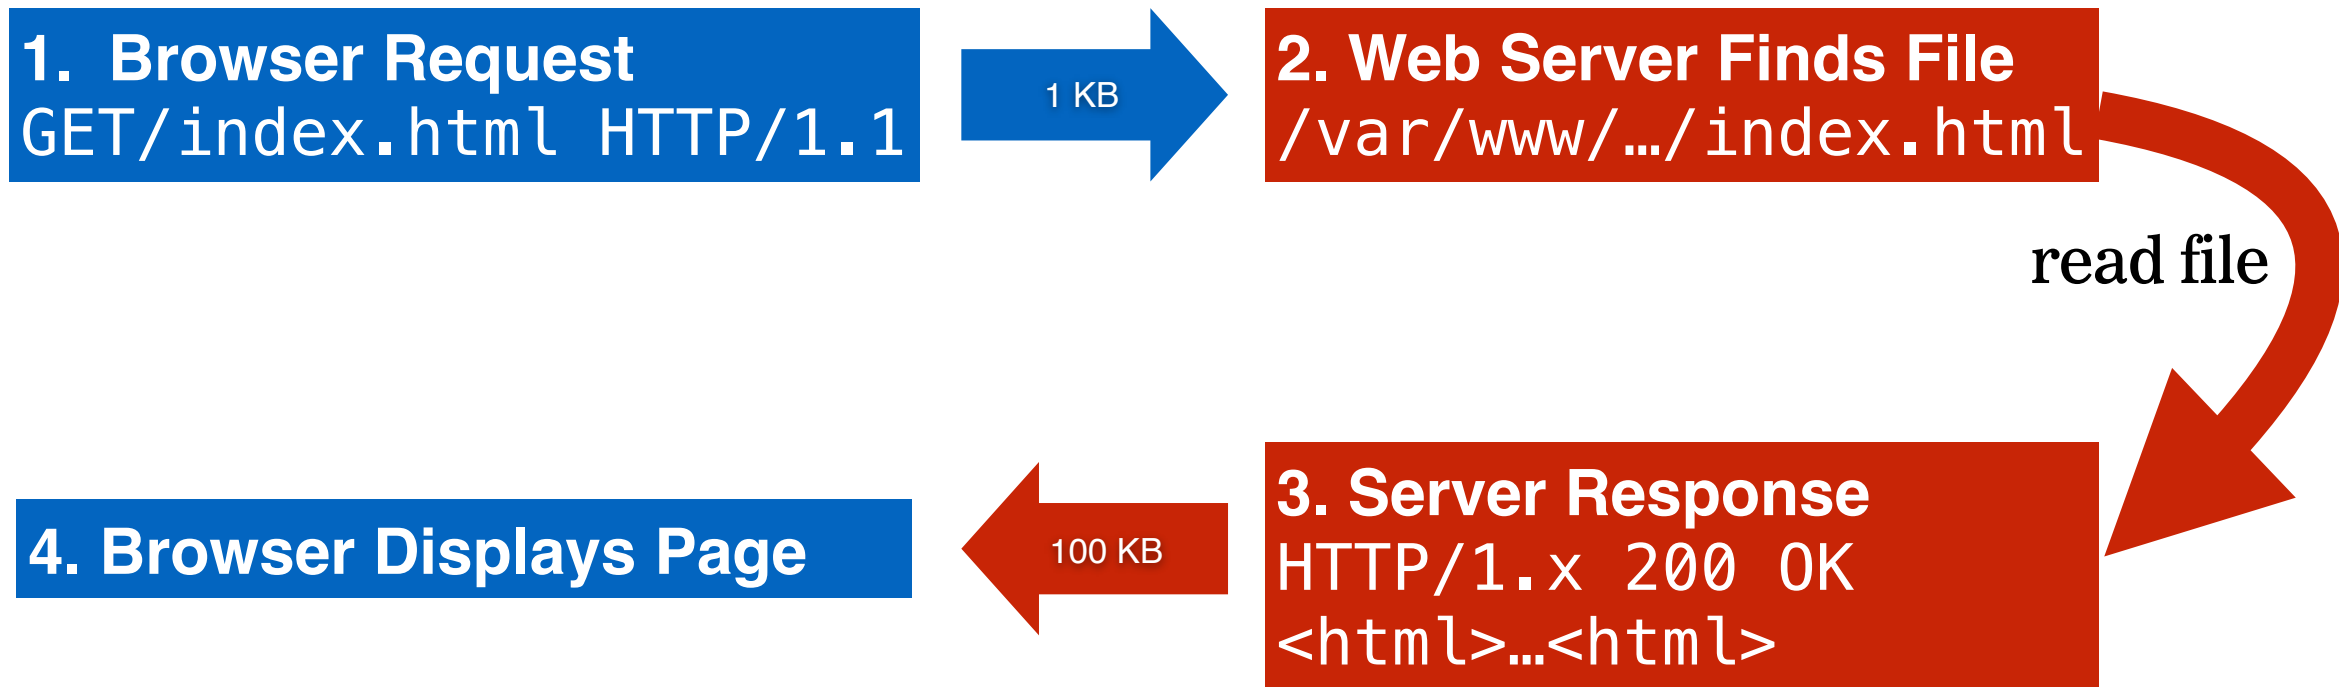 1. Browser Request
GET/index.html HTTP/1.1
1 KB
2. Web Server Finds File
/var/www/…/index.html
read file
3. Server Response
HTTP/1.x 200 OK
<html>…<html>
100 KB
4. Browser Displays Page